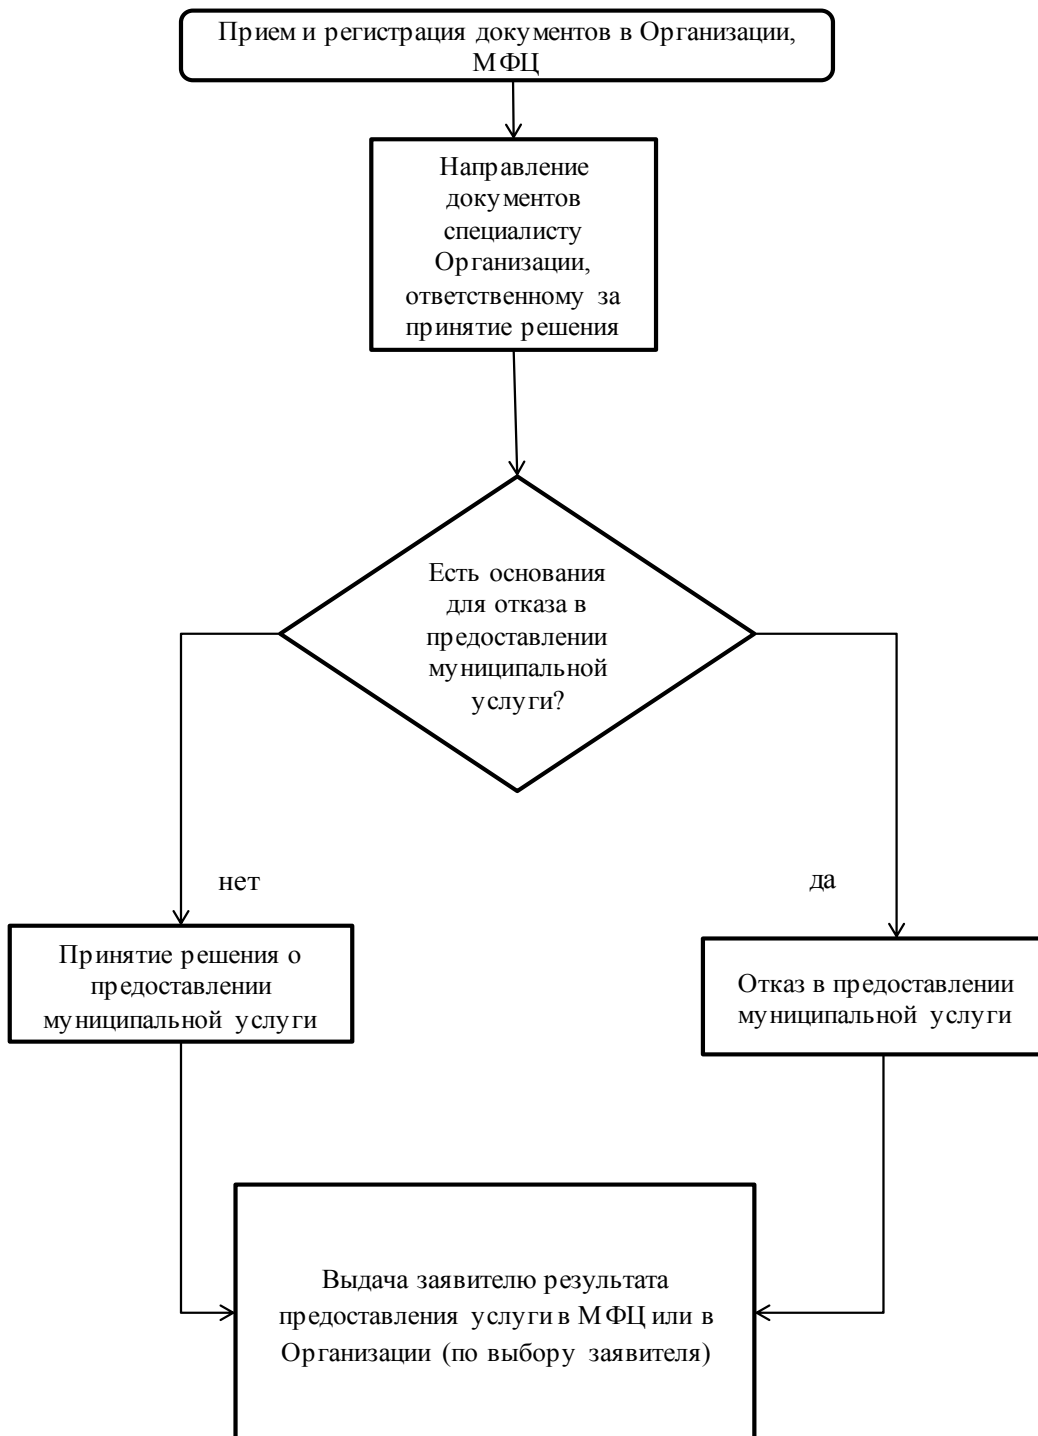 Прием и регистрация документов в Организации,
МФЦ
Направление
документов
специалисту
Организации,
ответственному за
принятие решения
Есть основания
для отказа в
предоставлении
муниципальной
услуги?
нет
да
Принятие решения о
предоставлении
муниципальной услуги
Отказ в предоставлении
муниципальной услуги
Выдача заявителю результата
предоставления услуги в МФЦ или в
Организации (по выбору заявителя)